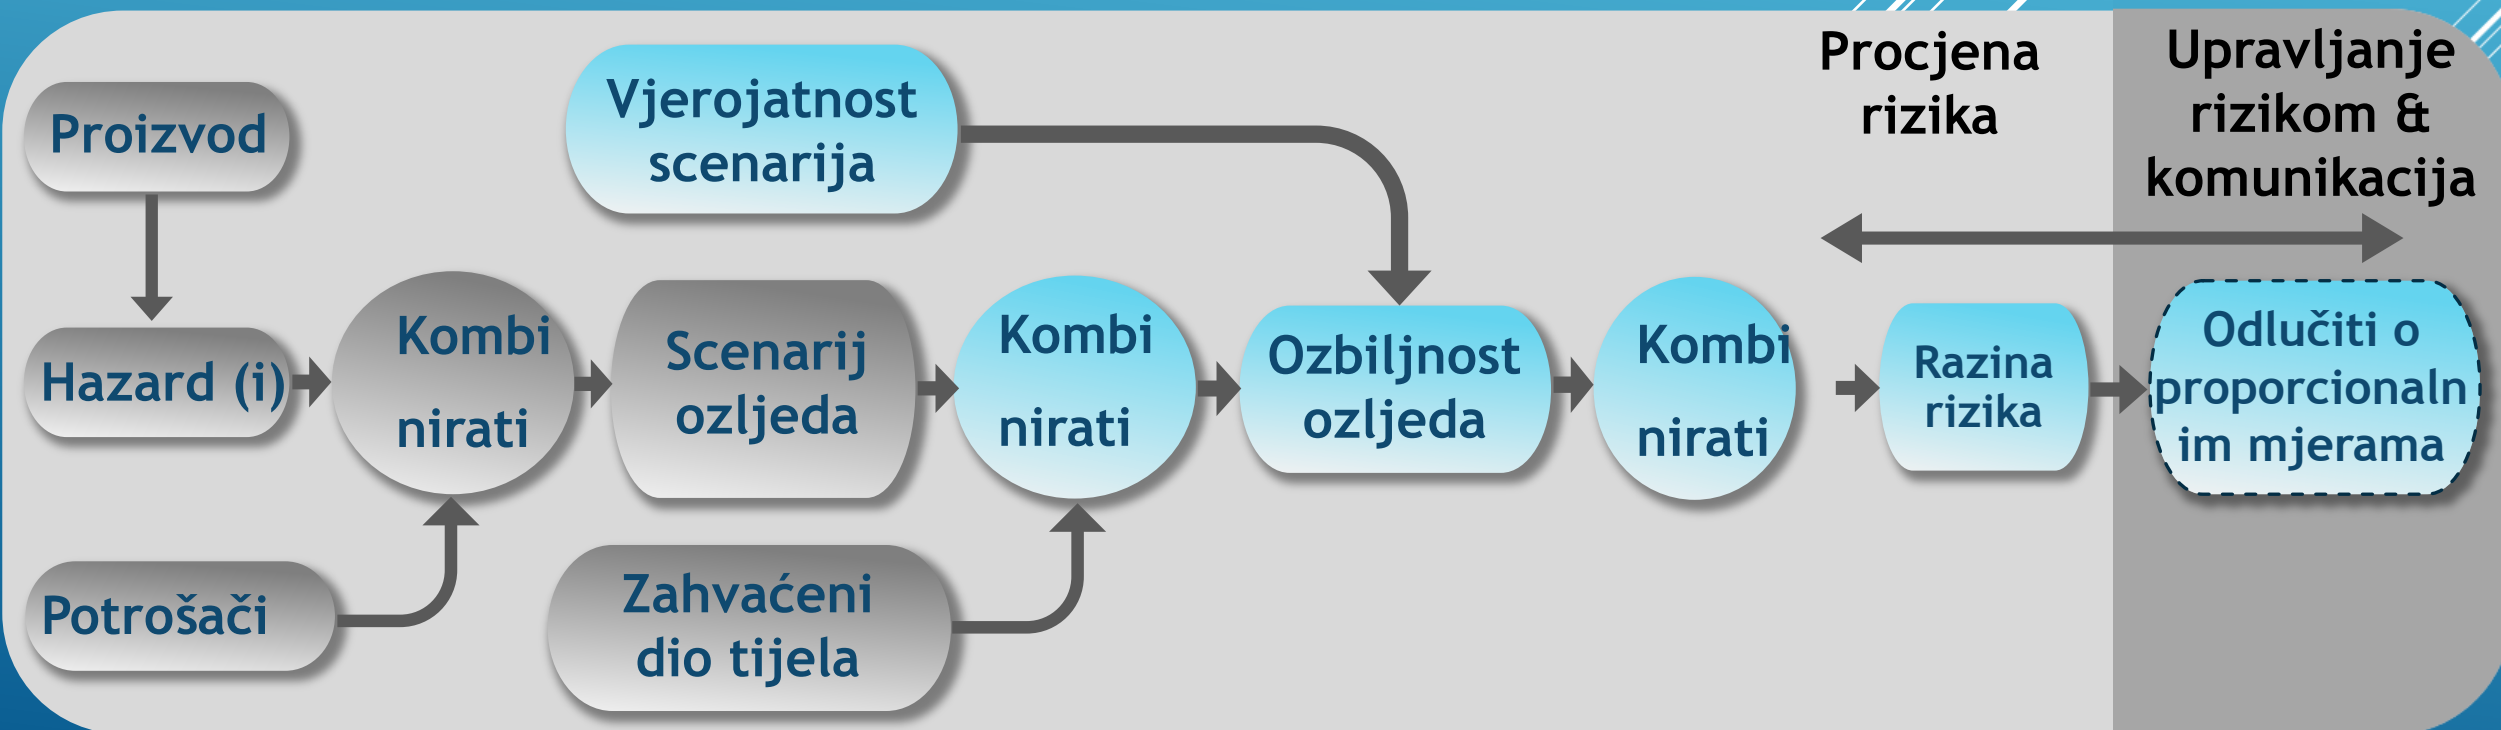 Proizvod
Vjerojatnost
scenarija
Procjena
rizika
Upravljanje
rizikom &
komunikacija
Hazard (i)
Kombi
nirati
Scenarij
ozljeda
Kombi
nirati
Ozbiljnost
ozljeda
Kombi
nirati
Razina
rizika
Odlučiti o
proporcionaln
im mjerama
Potrošači
Zahvaćeni
dio tijela